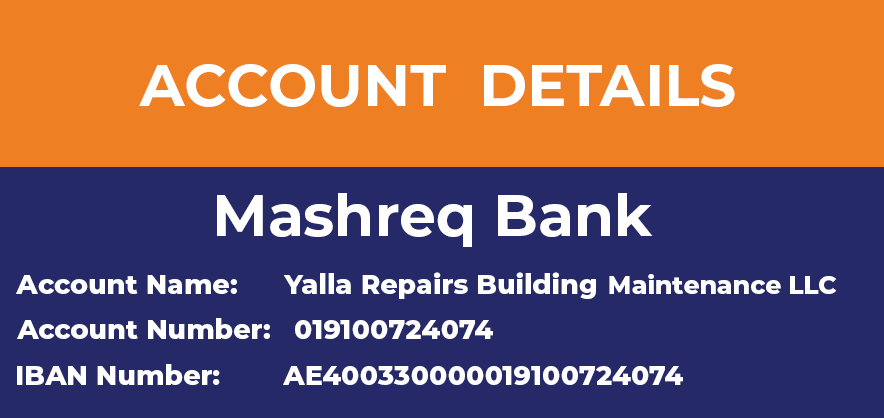 ACCOUNT DETAILS
Mashreq Bank
Account Name: Yalla Repairs Building Maintenance LLC
Account Number: 019100724074
IBAN Number: AE400330000019100724074